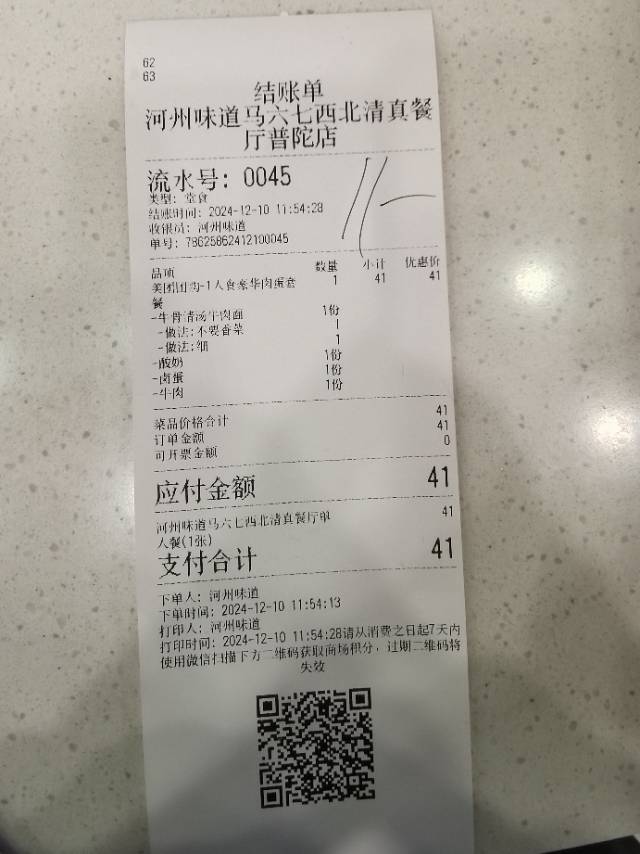 62
63
结账单
河州味道马六七西北清真餐
厅普陀店
流水号: 0045
类型: 堂食
结账时间: 2024-12-10 11:54:28
收银员: 河州味道
单号: 78625862412100045
品项 数量 小计 优惠价
美团团购-1人食豪华肉蛋套 1 41 41
餐
-牛骨清汤牛肉面 1份
-做法:不要香菜 1
-做法:细 1
-酸奶 1份
-卤蛋 1份
-牛肉 1份
菜品价格合计 41
订单金额 41
可开票金额 0
应付金额 41
河州味道马六七西北清真餐厅单 41
人餐(1张)
支付合计 41
下单人: 河州味道
下单时间: 2024-12-10 11:54:13
打印人: 河州味道
打印时间: 2024-12-10 11:54:28请从消费之日起7天内
使用微信扫描下方二维码获取商场积分, 过期二维码将
失效